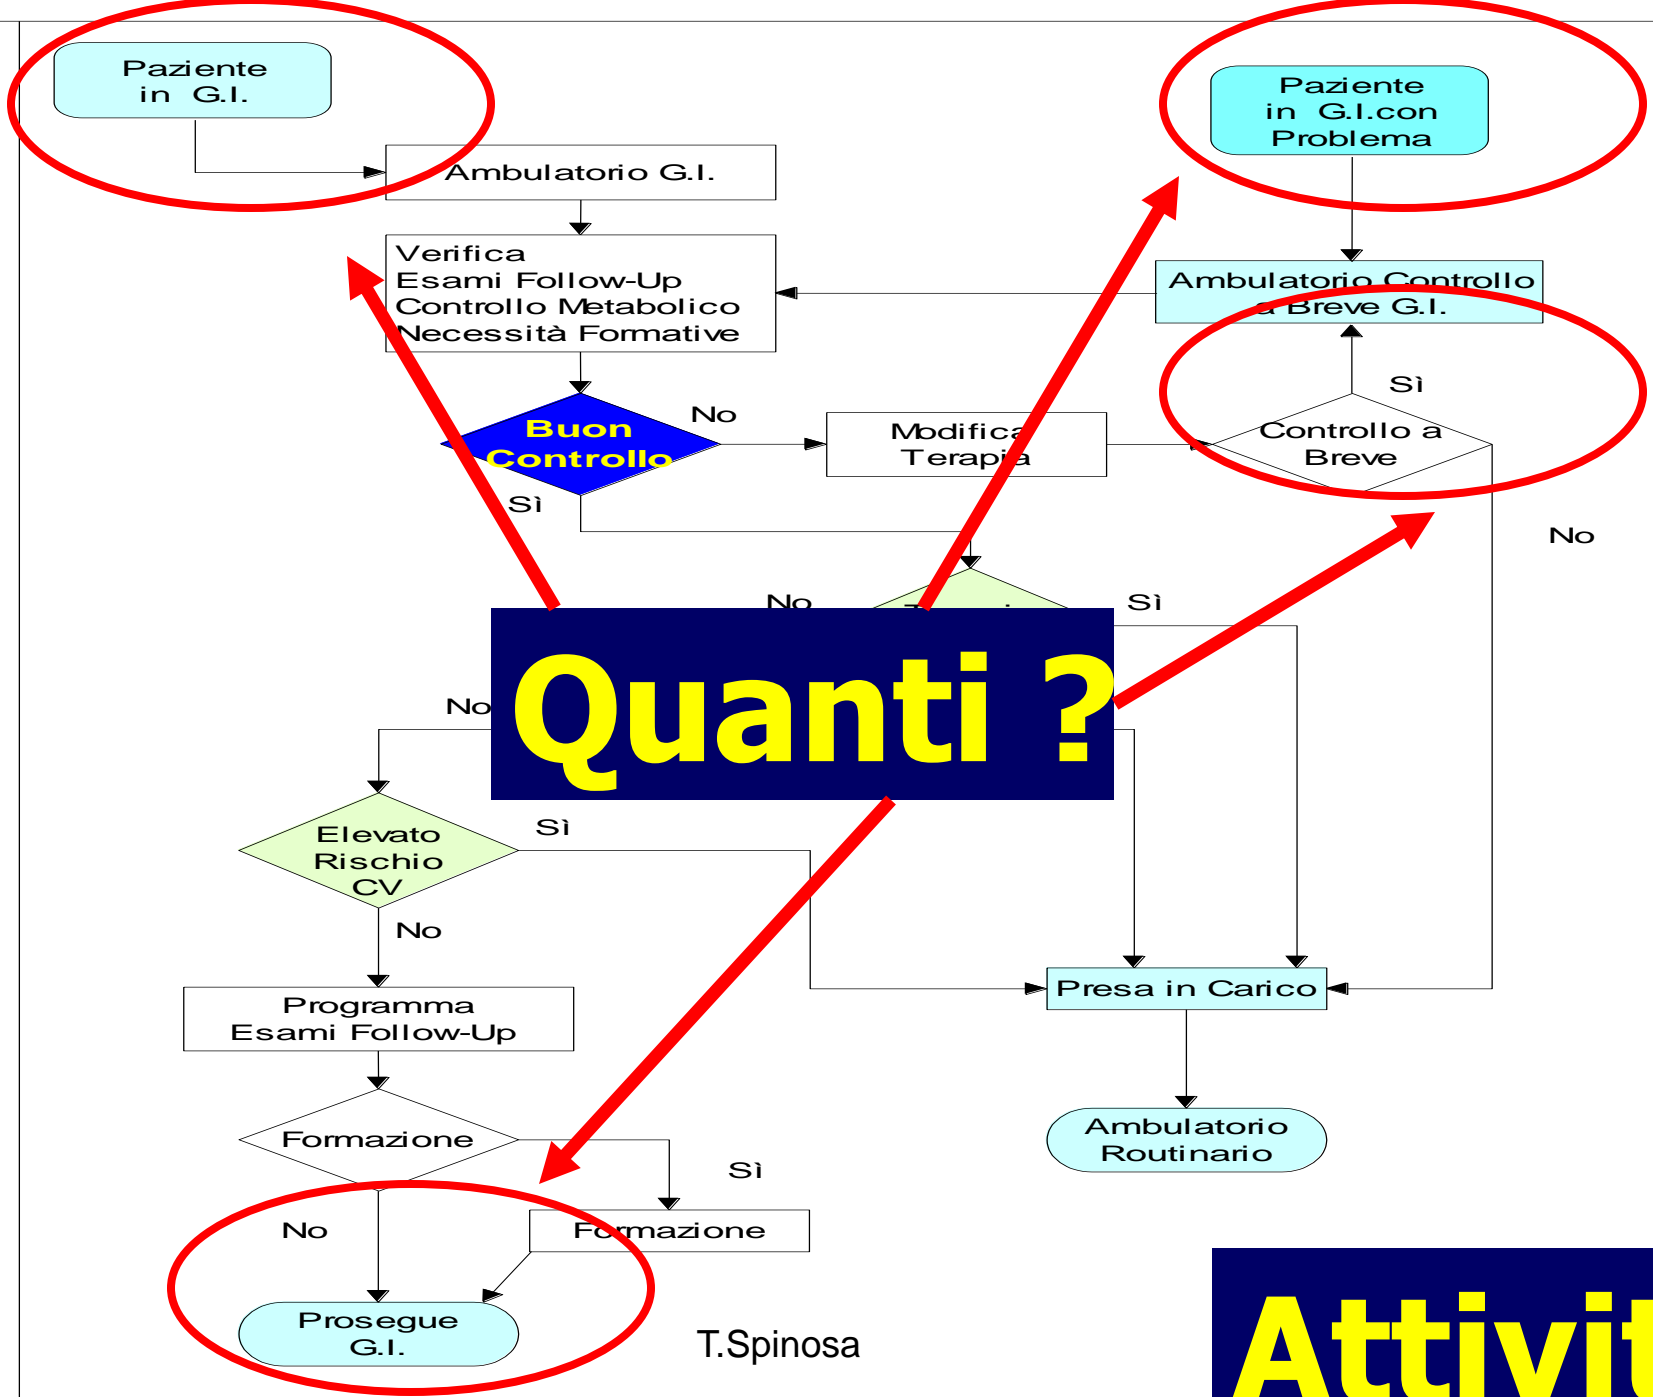 Paziente
in G.I.
Paziente
in G.I.con
Problema
Ambulatorio G.I.
Verifica
Esami Follow-Up
Controllo Metabolico
Necessità Formative
Ambulatorio Controllo
a Breve G.I.
Sì
No
Buon
Controllo
Modifica
Terapia
Controllo a
Breve
Sì
No
No
Sì
Quanti ?
No
Elevato
Rischio
CV
Sì
No
Programma
Esami Follow-Up
Presa in Carico
Formazione
Ambulatorio
Routinario
Sì
No
Formazione
Prosegue
G.I.
T.Spinosa